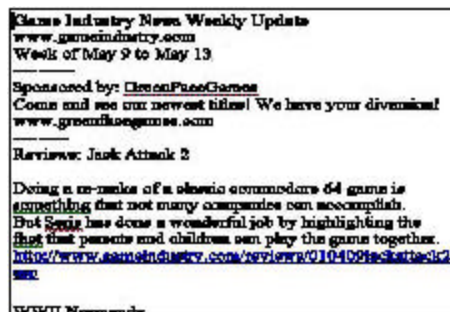 Game Industry News Weekly Update
www.gameindustry.com
Week of May 9 to May 13
----------
Sponsored by: GreenFaceGames
Come and see our newest titles! We have your diversion!
www.greenfacegames.com
----------
Reviews: Jack Attack 2
Doing a re-make of a classic commodore 64 game is
something that not many companies can accomplish.
But has done a wonderful job by highlighting the
fact that parents and children can play the game together.
WWII Normandy